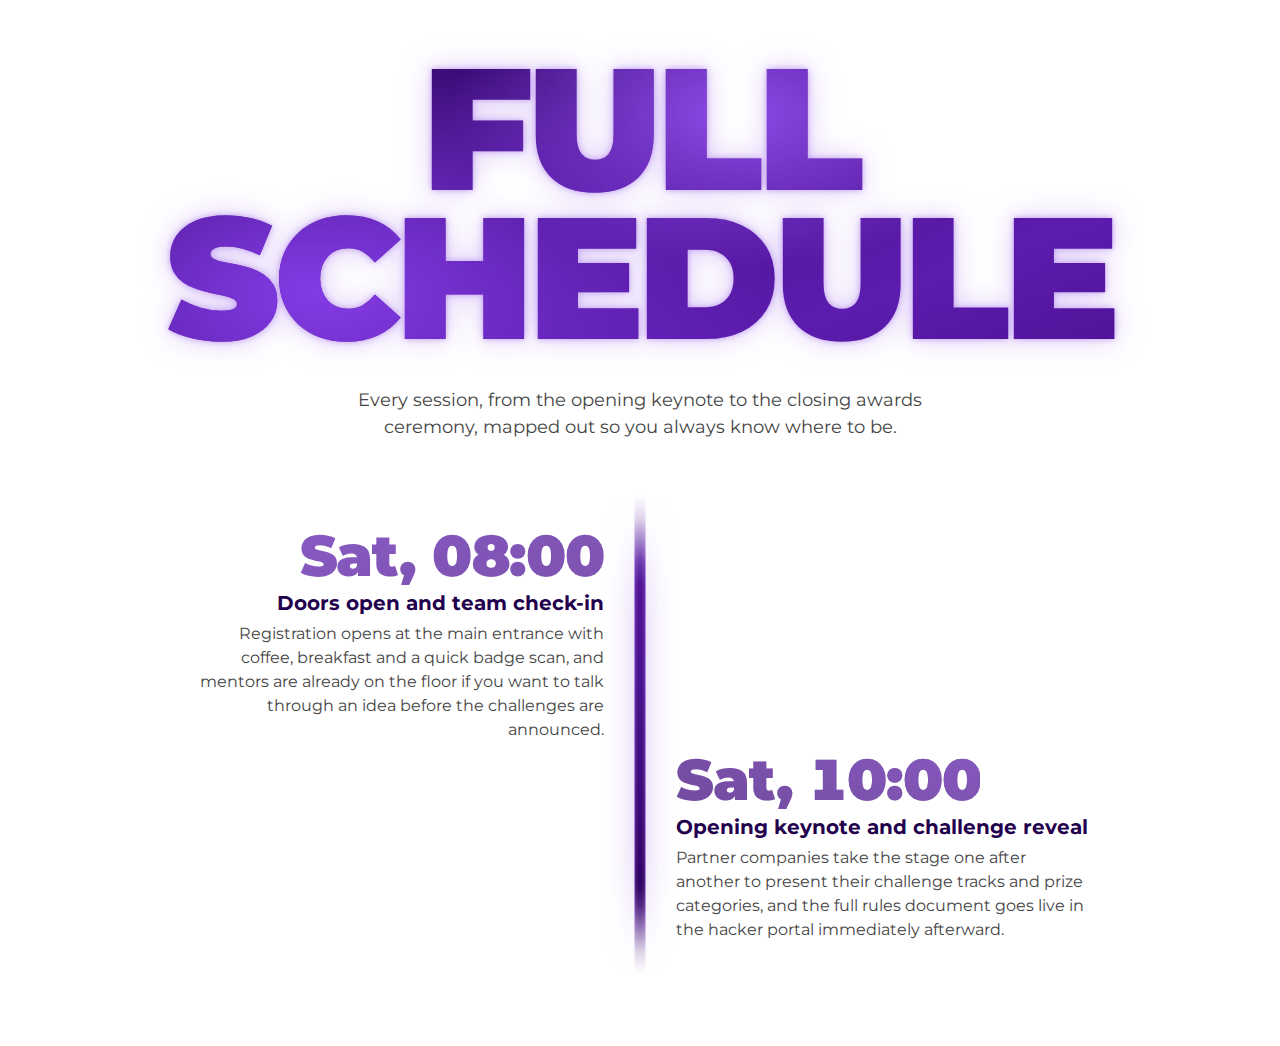 FULL
SCHEDULE
Every session, from the opening keynote to the closing awards
ceremony, mapped out so you always know where to be.
Sat, 08:00
Doors open and team check-in
Registration opens at the main entrance with
coffee, breakfast and a quick badge scan, and
mentors are already on the floor if you want to talk
through an idea before the challenges are
announced.
Sat, 10:00
Opening keynote and challenge reveal
Partner companies take the stage one after
another to present their challenge tracks and prize
categories, and the full rules document goes live in
the hacker portal immediately afterward.